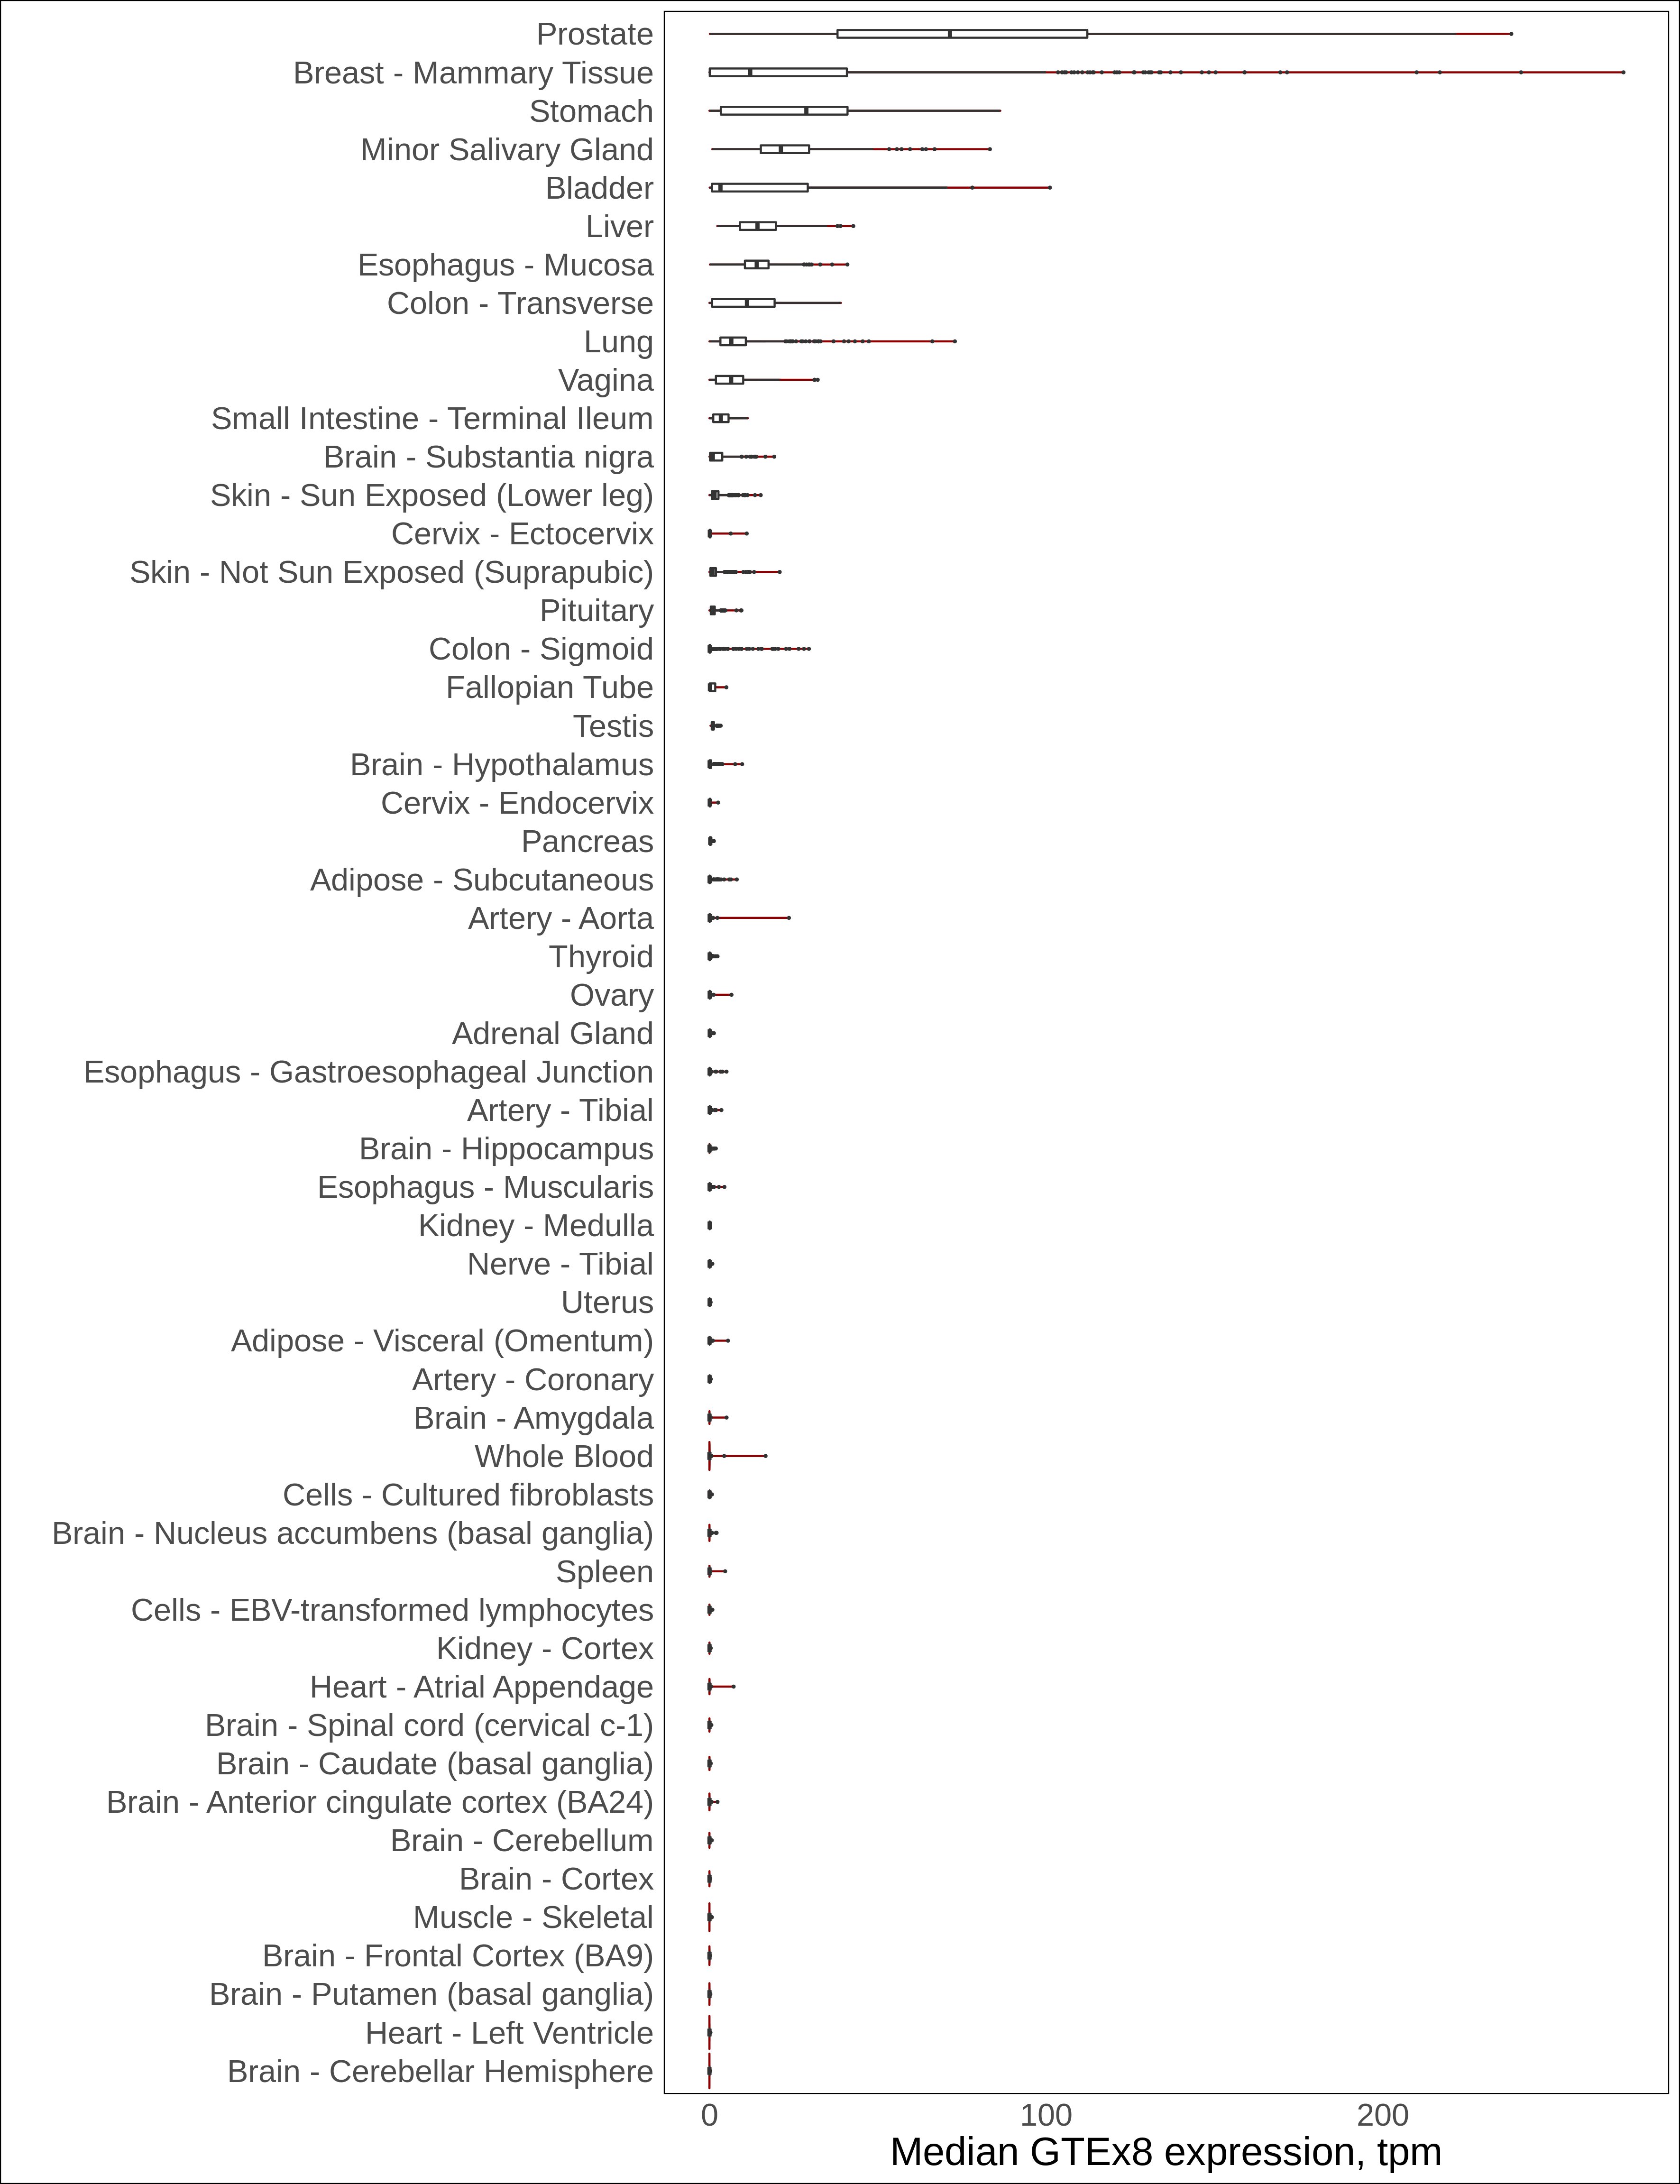 Prostate
Breast - Mammary Tissue
Stomach
Minor Salivary Gland
Bladder
Liver
Esophagus - Mucosa
Colon - Transverse
Lung
Vagina
Small Intestine - Terminal Ileum
Brain - Substantia nigra
Skin - Sun Exposed (Lower leg)
Cervix - Ectocervix
Skin - Not Sun Exposed (Suprapubic)
Pituitary
Colon - Sigmoid
Fallopian Tube
Testis
Brain - Hypothalamus
Cervix - Endocervix
Pancreas
Adipose - Subcutaneous
Artery - Aorta
Thyroid
Ovary
Adrenal Gland
Esophagus - Gastroesophageal Junction
Artery - Tibial
Brain - Hippocampus
Esophagus - Muscularis
Kidney - Medulla
Nerve - Tibial
Uterus
Adipose - Visceral (Omentum)
Artery - Coronary
Brain - Amygdala
Whole Blood
Cells - Cultured fibroblasts
Brain - Nucleus accumbens (basal ganglia)
Spleen
Cells - EBV-transformed lymphocytes
Kidney - Cortex
Heart - Atrial Appendage
Brain - Spinal cord (cervical c-1)
Brain - Caudate (basal ganglia)
Brain - Anterior cingulate cortex (BA24)
Brain - Cerebellum
Brain - Cortex
Muscle - Skeletal
Brain - Frontal Cortex (BA9)
Brain - Putamen (basal ganglia)
Heart - Left Ventricle
Brain - Cerebellar Hemisphere
0 100 200
Median GTEx8 expression, tpm